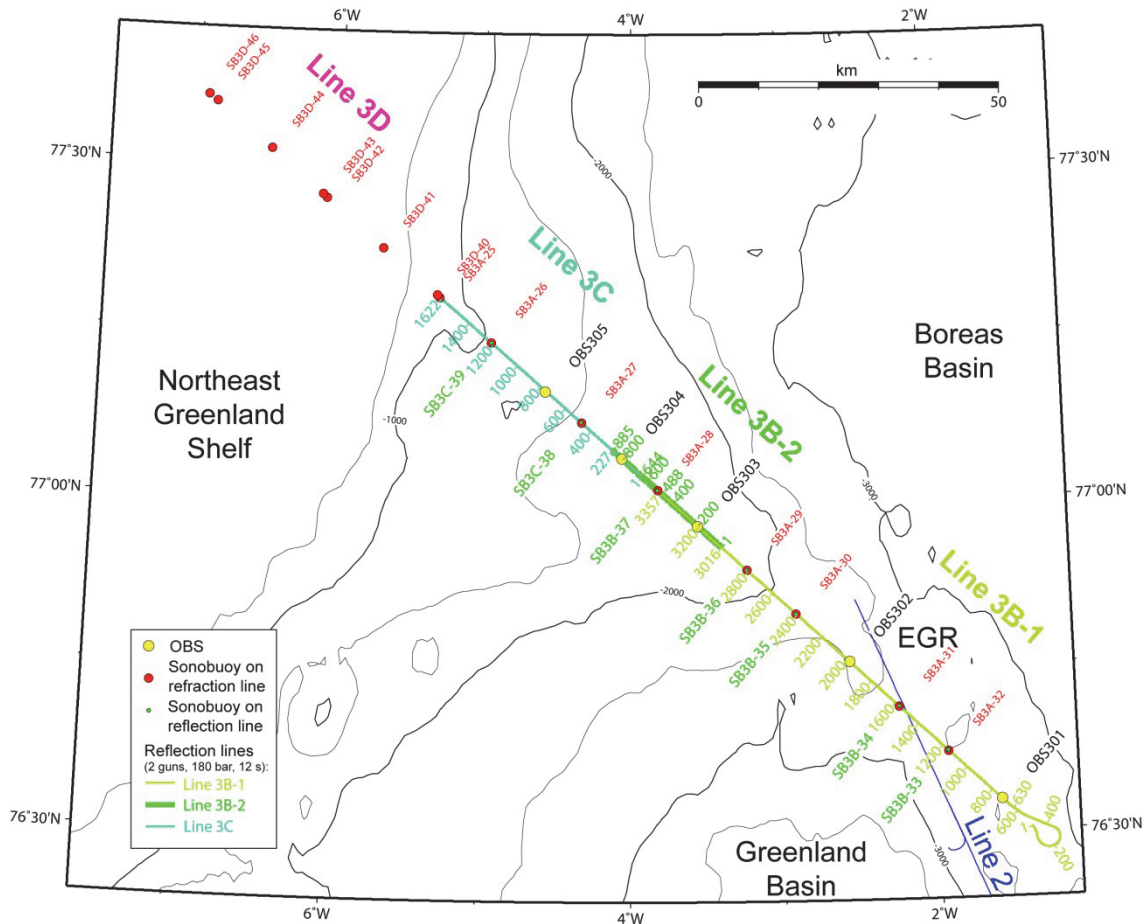 6°W
4°W
2°W
km
0
50
SB3D-46
SB3D-45
Line 3D
SB3D-44
77°30'N
77°30'N
SB3D-43
SB3D-42
-2000
SB3D-41
SB3D-40
SB3A-25
Line 3C
SB3A-26
1622
1400
1200
1000
800
600
400
227
OBS305
SB3C-39
SB3A-27
Boreas
Basin
Northeast
Greenland
Shelf
-1000
Line 3B-2
OBS304
885
800
SB3A-28
644
600
488
400
200
1
1
SB3C-38
OBS303
77°00'N
77°00'N
-3000
3357
3200
3016
2800
2600
2400
2200
2000
1800
1600
1400
1200
1000
800
600
630
400
200
1
SB3B-37
SB3A-29
SB3A-30
Line 3B-1
-2000
SB3B-36
OBS302
EGR
SB3B-35
SB3A-31
SB3A-32
SB3B-34
OBS301
SB3B-33
OBS
Sonobuoy on
refraction line
Sonobuoy on
reflection line
Reflection lines
(2 guns, 180 bar, 12 s):
Line 3B-1
Line 3B-2
Line 3C
76°30'N
76°30'N
Greenland
Basin
-3000
Line 2
6°W
4°W
2°W